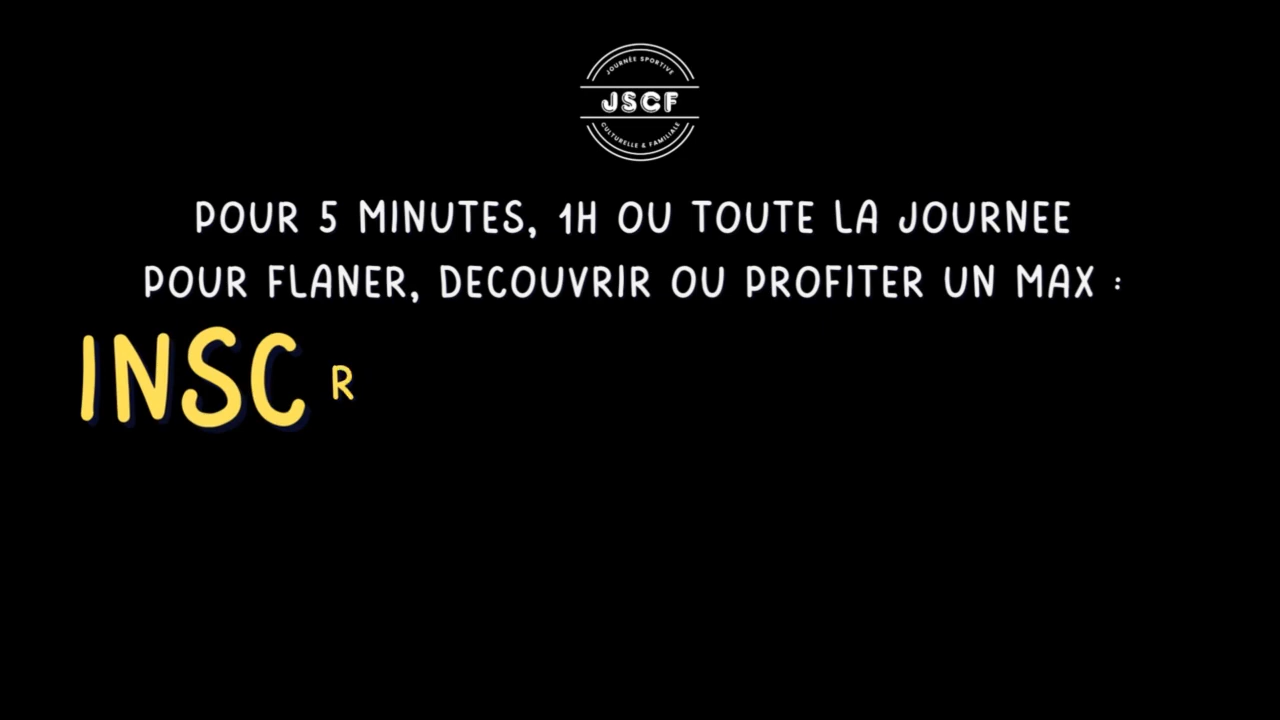 JOURNÉE SPORTIVE
JSCF
CULTURELLE & FAMILIALE
POUR 5 MINUTES, 1H OU TOUTE LA JOURNEE
POUR FLANER, DECOUVRIR OU PROFITER UN MAX :
INSC R